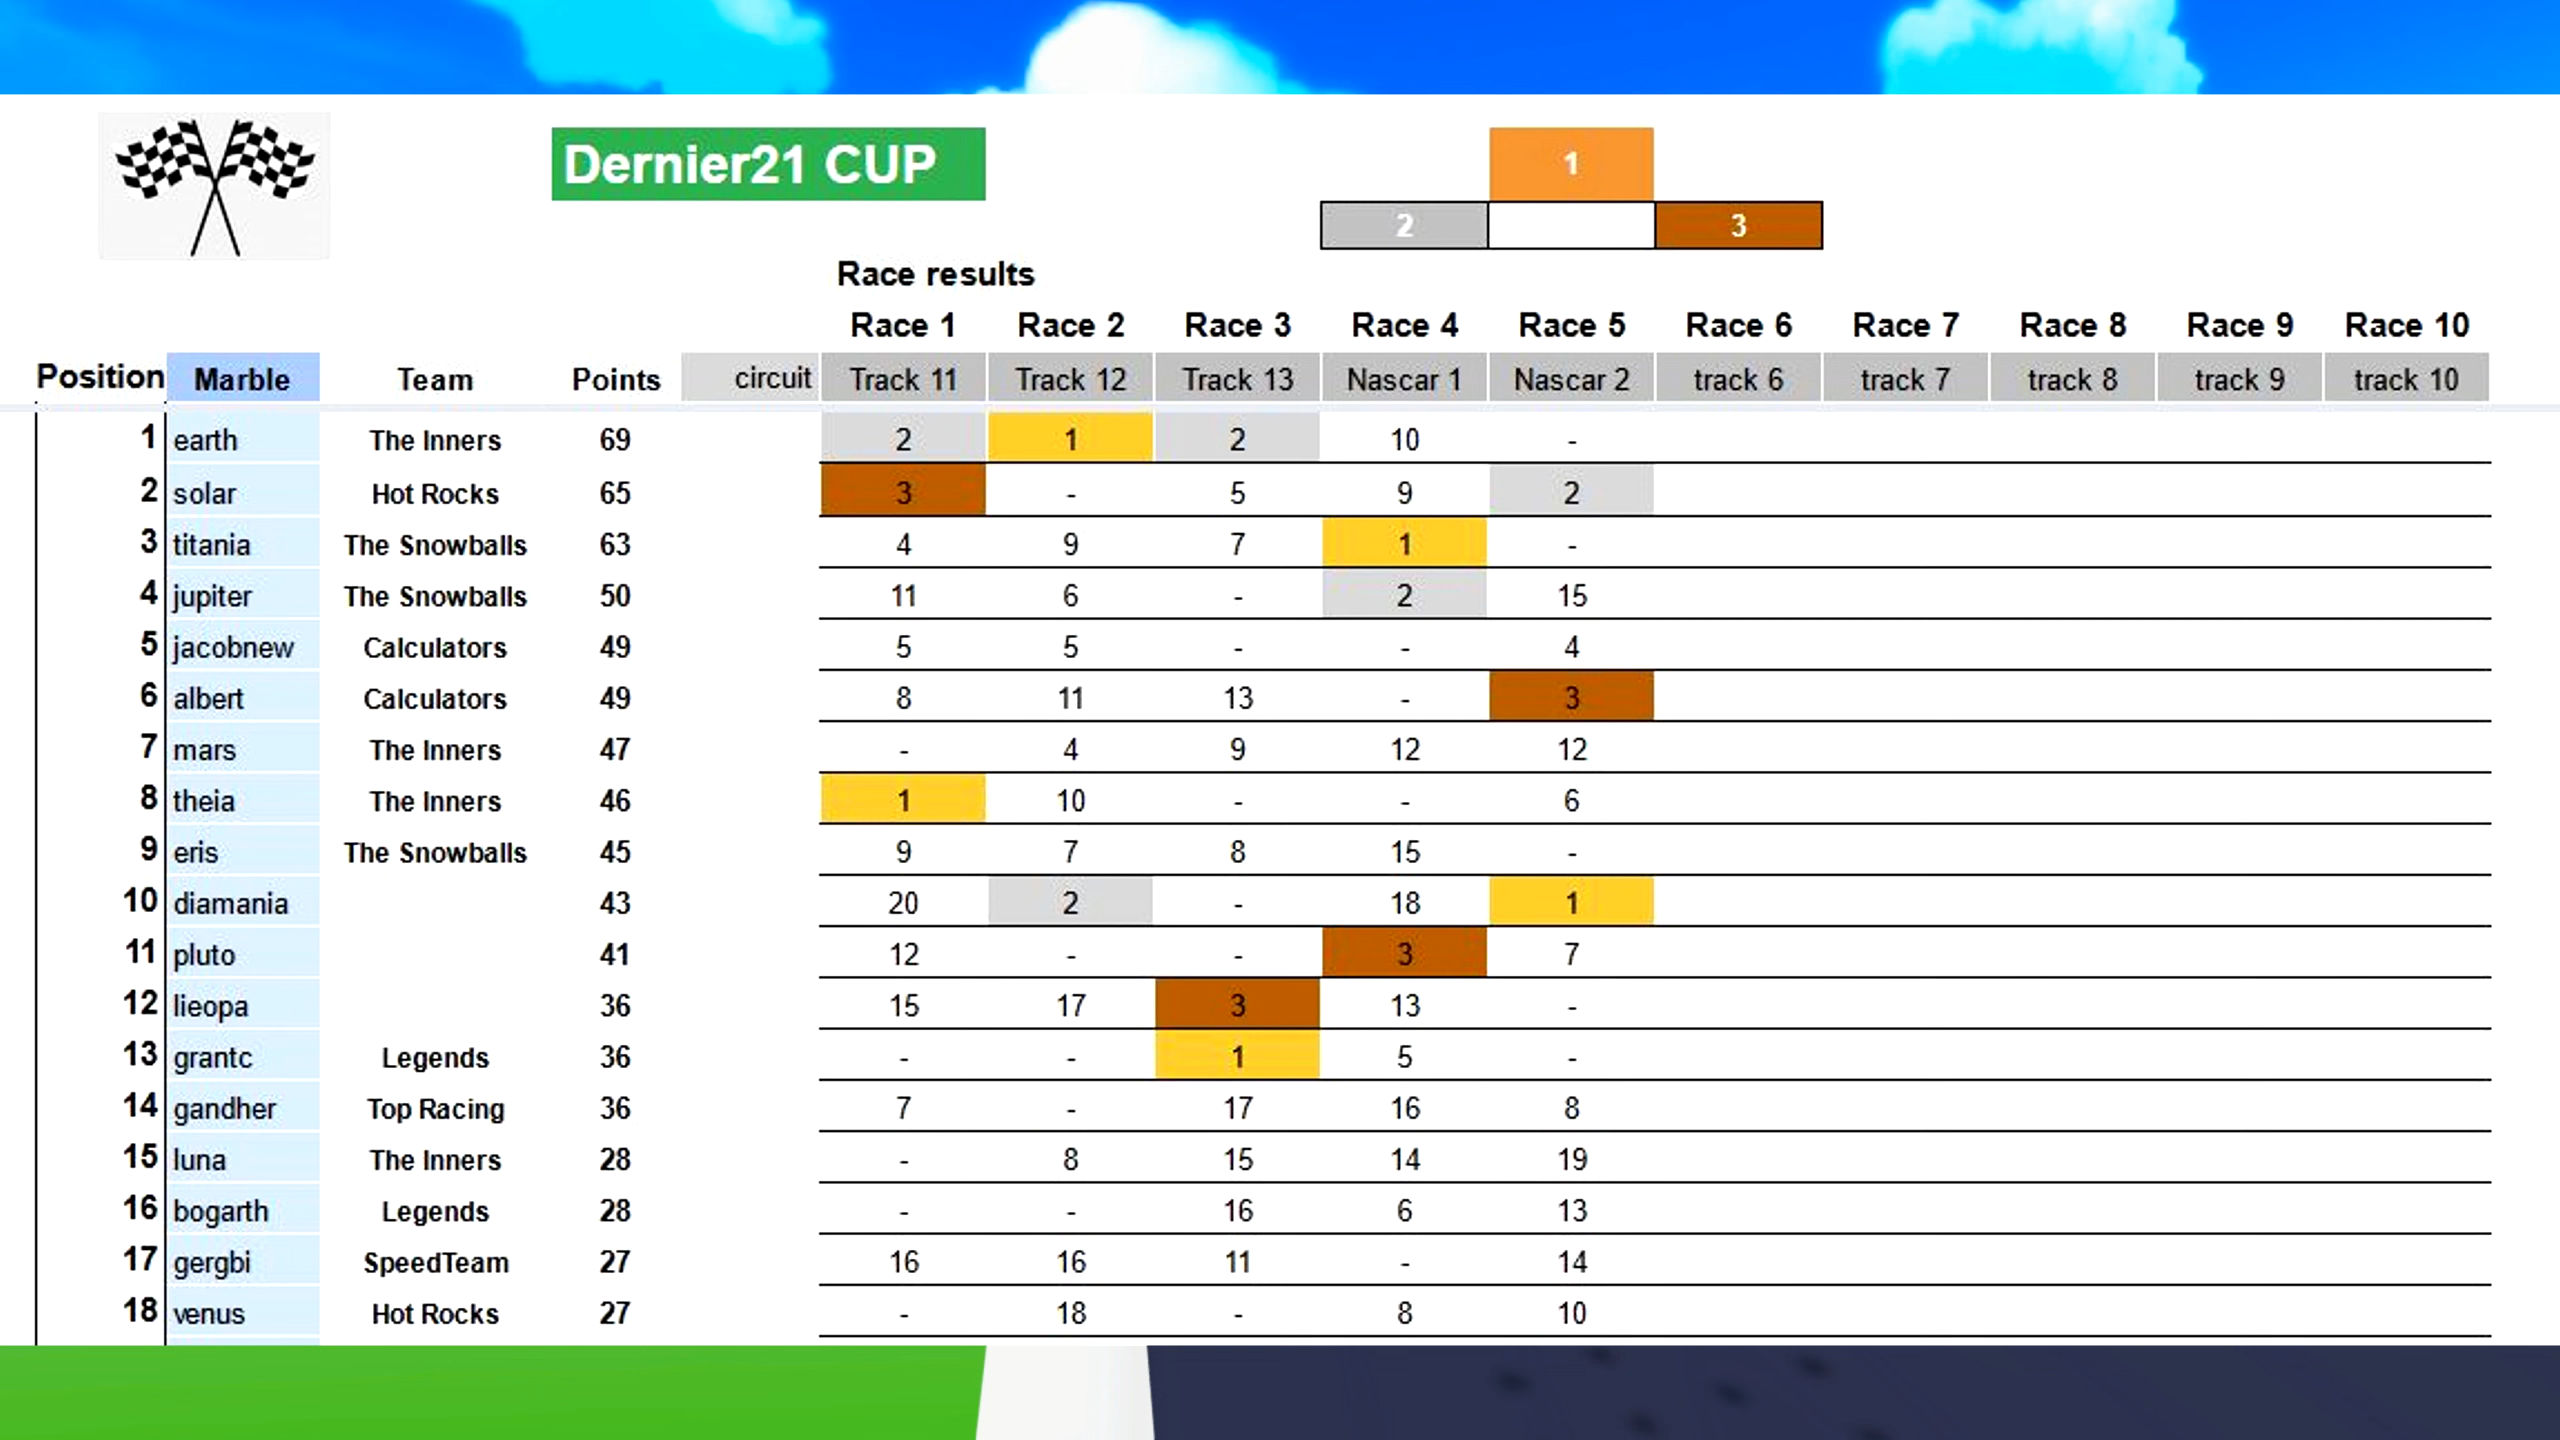 Dernier21 CUP
1
2 3
Race results
Race 1 Race 2 Race 3 Race 4 Race 5 Race 6 Race 7 Race 8 Race 9 Race 10
Position Marble Team Points circuit Track 11 Track 12 Track 13 Nascar 1 Nascar 2 track 6 track 7 track 8 track 9 track 10
1 earth The Inners 69 2 1 2 10 -
2 solar Hot Rocks 65 3 - 5 9 2
3 titania The Snowballs 63 4 9 7 1 -
4 jupiter The Snowballs 50 11 6 - 2 15
5 jacobnew Calculators 49 5 5 - - 4
6 albert Calculators 49 8 11 13 - 3
7 mars The Inners 47 - 4 9 12 12
8 theia The Inners 46 1 10 - - 6
9 eris The Snowballs 45 9 7 8 15 -
10 diamania 43 20 2 - 18 1
11 pluto 41 12 - - 3 7
12 lieopa 36 15 17 3 13 -
13 grantc Legends 36 - - 1 5 -
14 gandher Top Racing 36 7 - 17 16 8
15 luna The Inners 28 - 8 15 14 19
16 bogarth Legends 28 - - 16 6 13
17 gergbi SpeedTeam 27 16 16 11 - 14
18 venus Hot Rocks 27 - 18 - 8 10